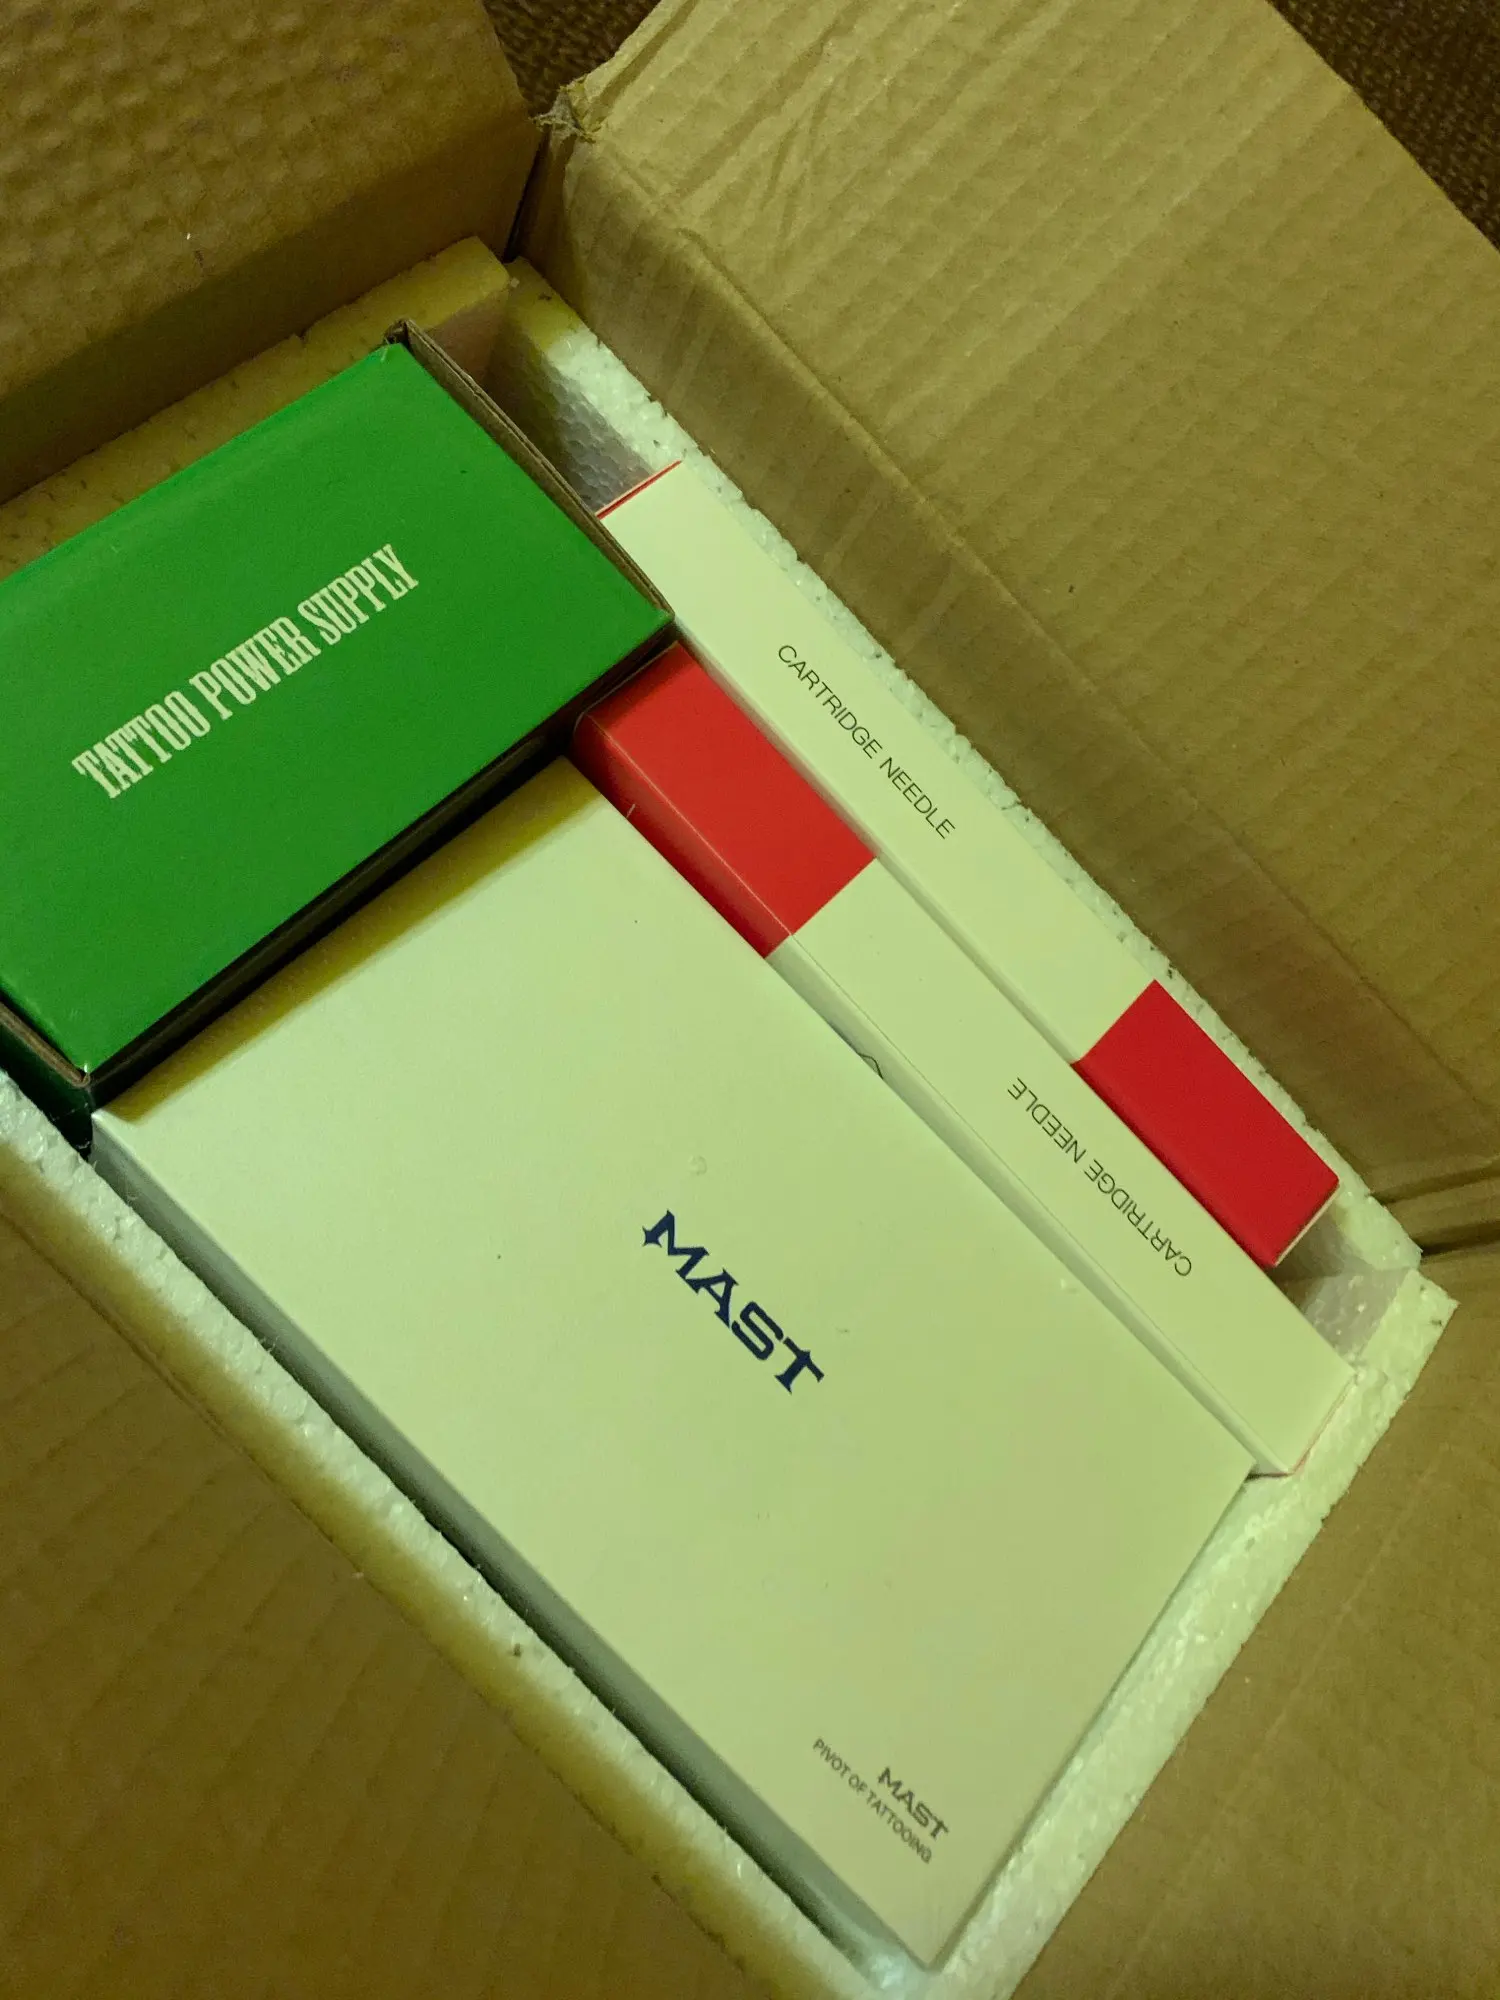 TATTOO POWER SUPPLY
CARTRIDGE NEEDLE
CARTRIDGE NEEDLE
MAST
MAST
PIVOT OF TATTOOING